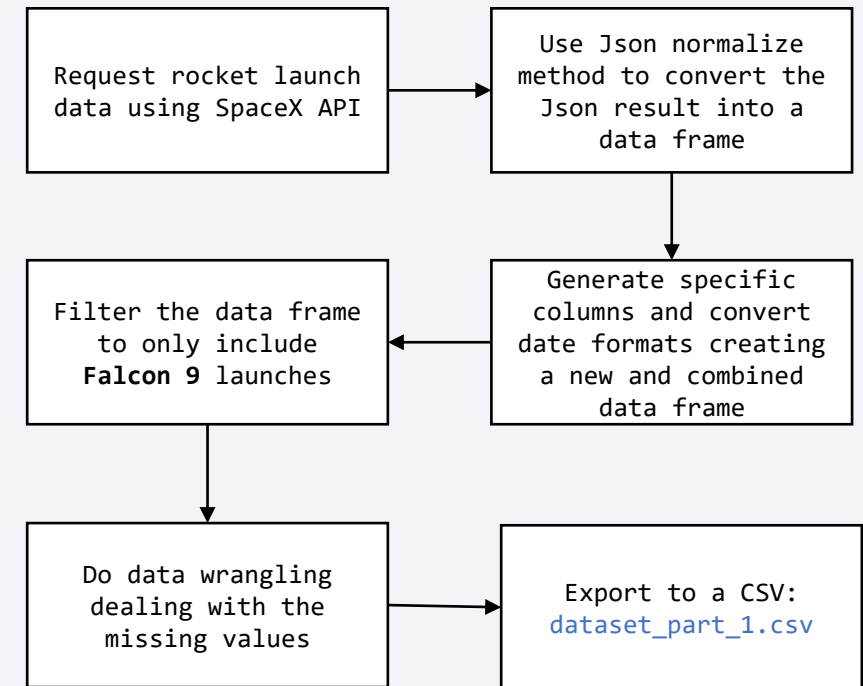 Request rocket launch
data using SpaceX API
Use Json normalize
method to convert the
Json result into a
data frame
Generate specific
columns and convert
date formats creating
a new and combined
data frame
Filter the data frame
to only include
Falcon 9 launches
Do data wrangling
dealing with the
missing values
Export to a CSV:
dataset_part_1.csv